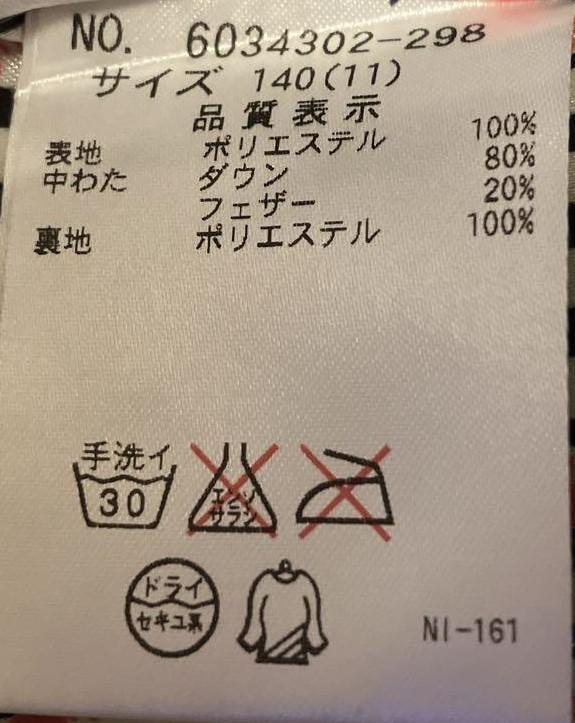 NO. 6034302-298
サイズ 140(11)
品質表示
表地 ポリエステル 100%
中わた ダウン 80%
フェザー 20%
裏地 ポリエステル 100%
手洗イ
30
エンソ
サラシ
ドライ
セキユ系
NI-161